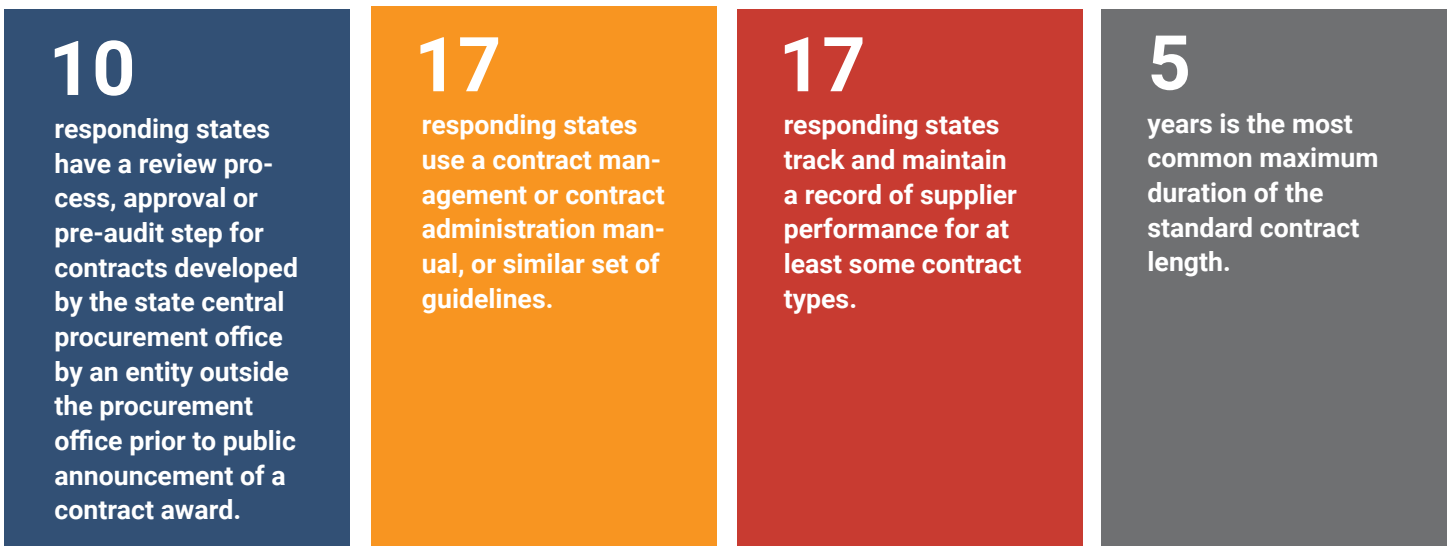 10
responding states
have a review pro-
cess, approval or
pre-audit step for
contracts developed
by the state central
procurement office
by an entity outside
the procurement
office prior to public
announcement of a
contract award.
17
responding states
use a contract man-
agement or contract
administration man-
ual, or similar set of
guidelines.
17
responding states
track and maintain
a record of supplier
performance for at
least some contract
types.
5
years is the most
common maximum
duration of the
standard contract
length.